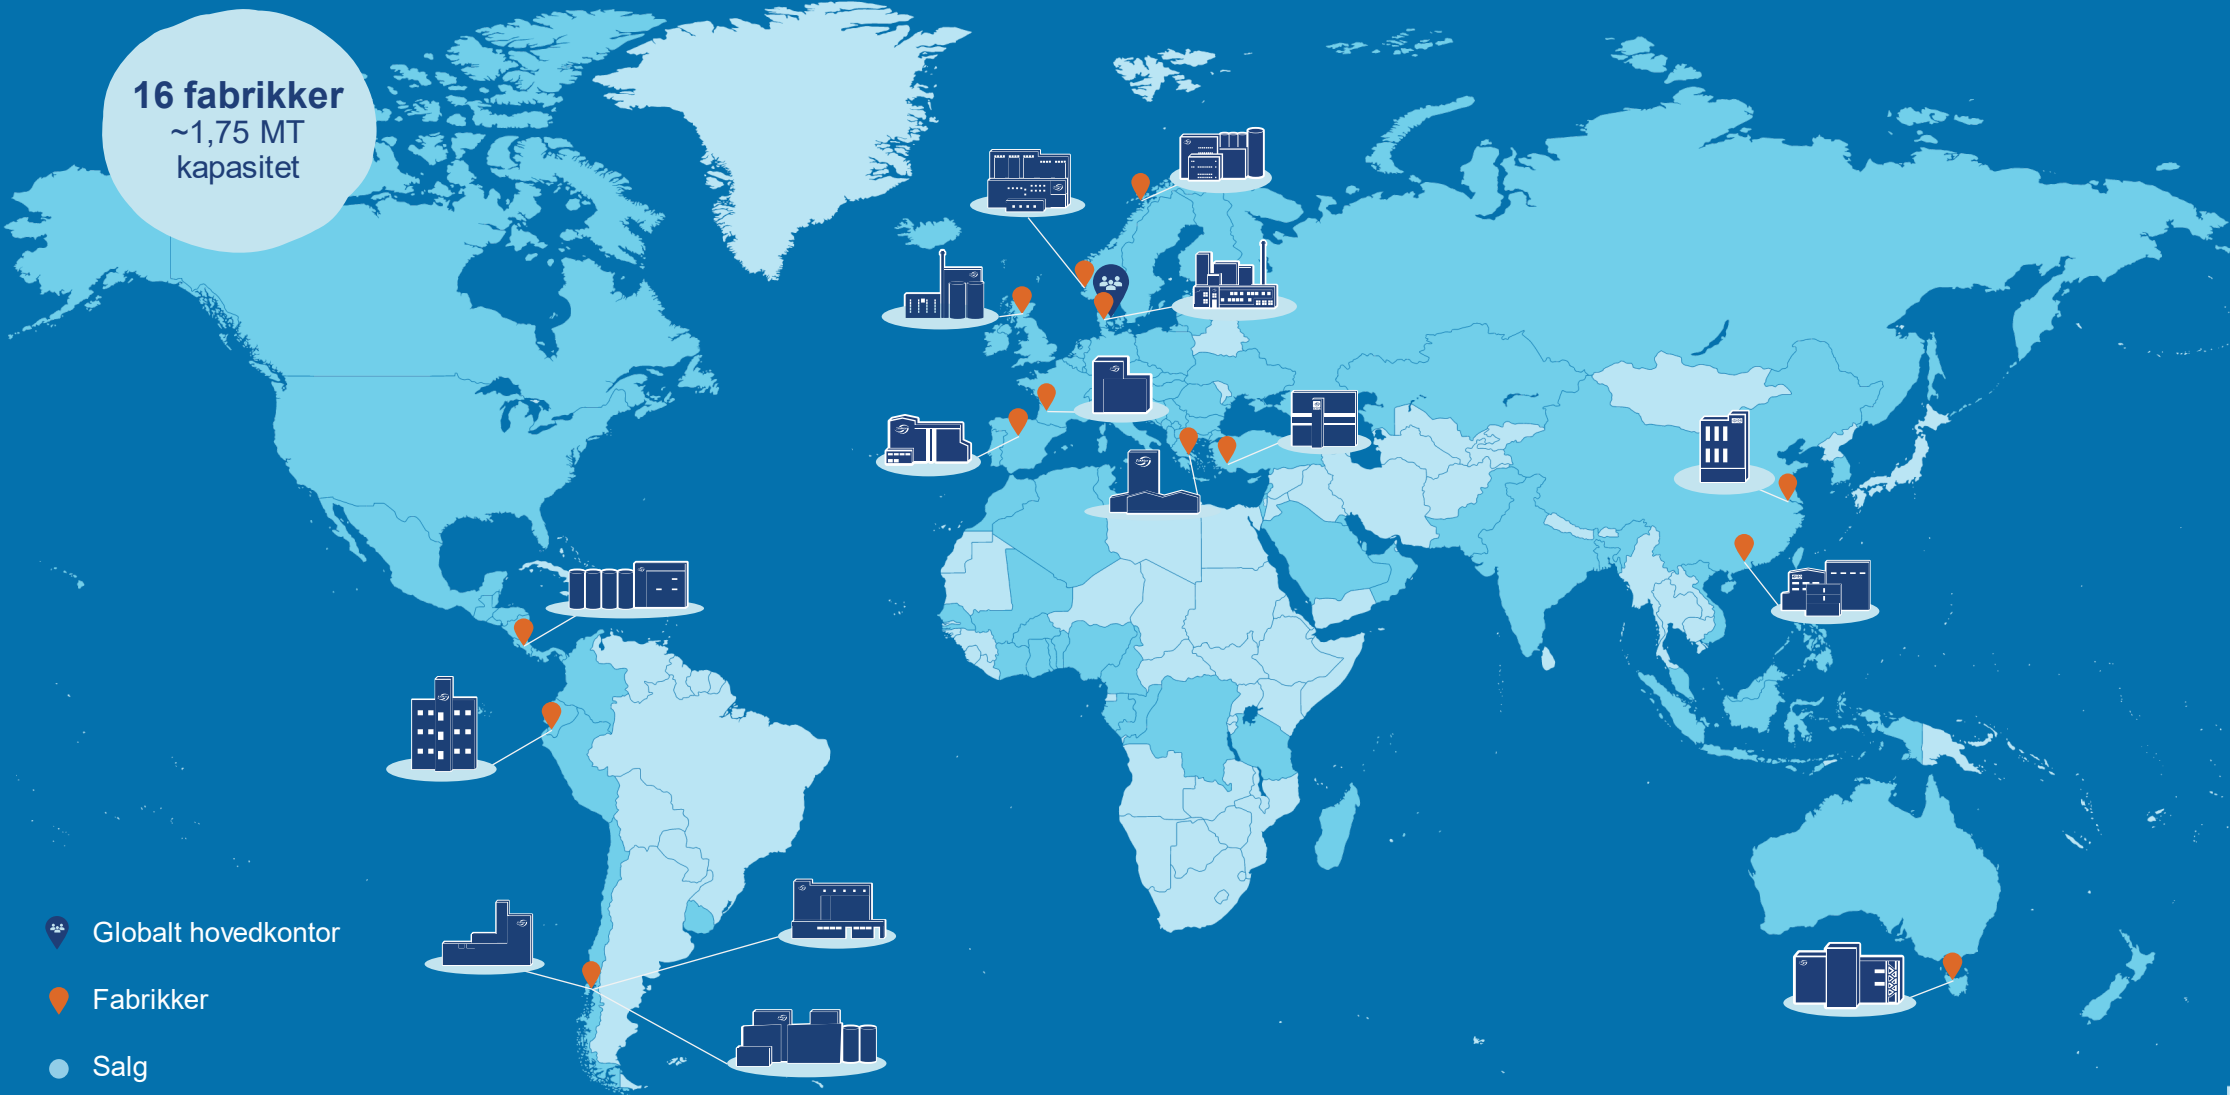 16 fabrikker
~1,75 MT
kapasitet
Globalt hovedkontor
Fabrikker
Salg